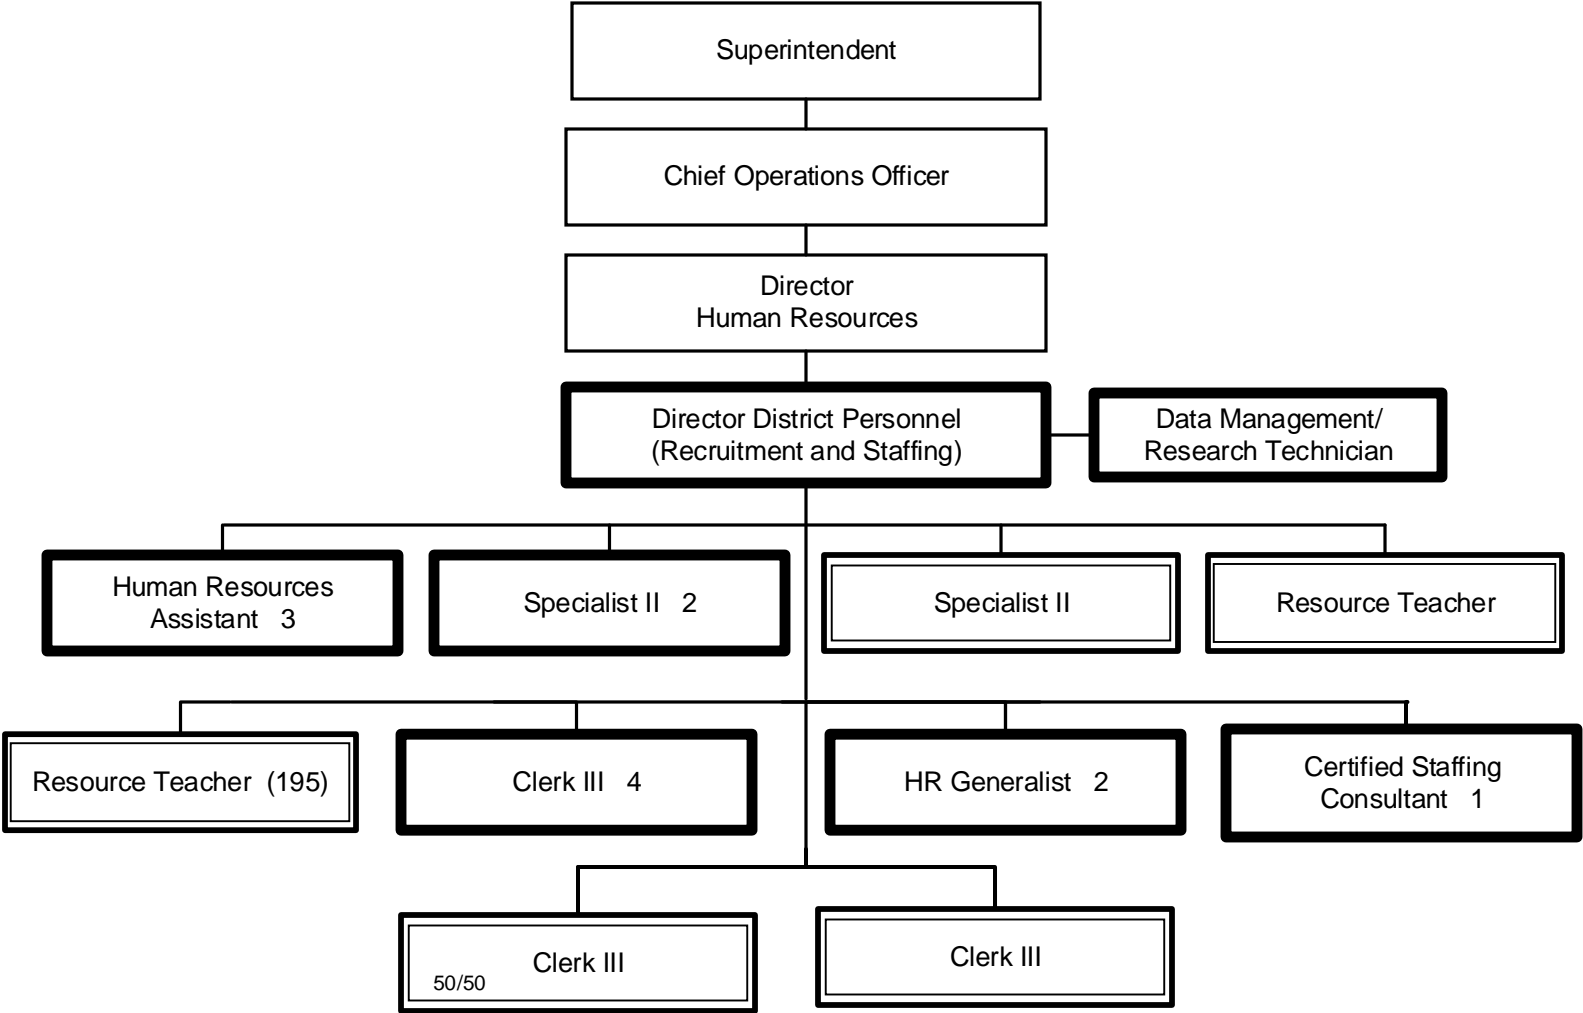 Superintendent
Chief Operations Officer
Director
Human Resources
Director District Personnel
(Recruitment and Staffing)
Data Management/
Research Technician
Human Resources
Assistant 3
Specialist II 2
Specialist II
Resource Teacher
Resource Teacher (195)
Clerk III 4
HR Generalist 2
Certified Staffing
Consultant 1
Clerk III
50/50
Clerk III